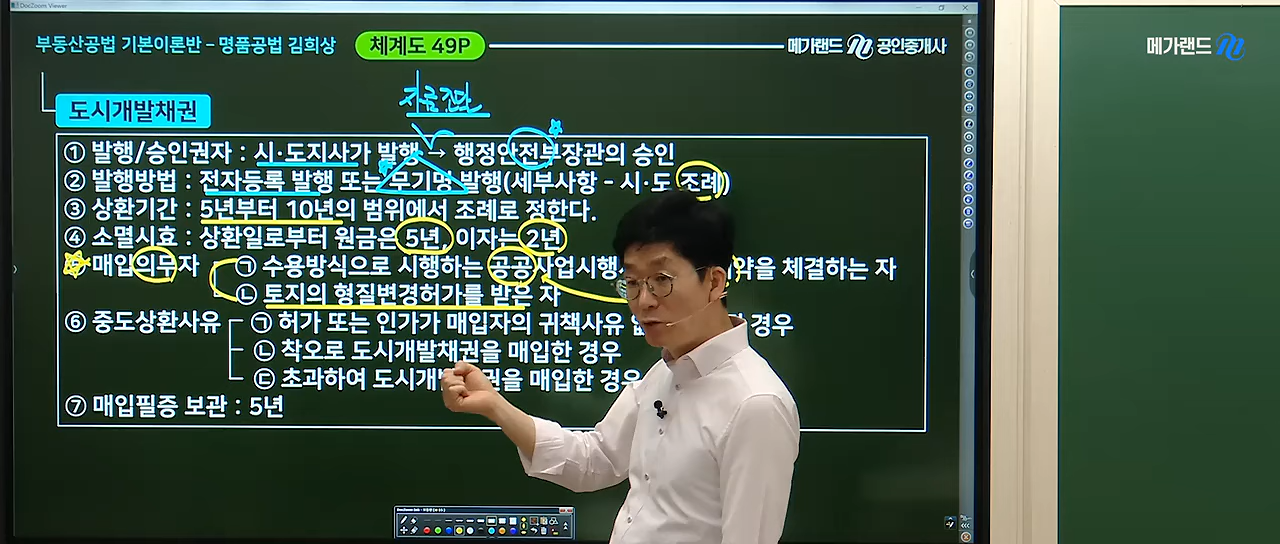 DocZoom Viewer
부동산공법 기본이론반 - 명품공법 김희상
체계도 49P
메가랜드 공인중개사
메가랜드
자금조달
도시개발채권
① 발행/승인권자 : 시·도지사가 발행 → 행정안전부장관의 승인
② 발행방법 : 전자등록 발행 또는 무기명 발행(세부사항 - 시·도 조례)
③ 상환기간 : 5년부터 10년의 범위에서 조례로 정한다.
④ 소멸시효 : 상환일로부터 원금은 5년, 이자는 2년
매입의무자 ㉠ 수용방식으로 시행하는 공공사업시행 약을 체결하는 자
㉡ 토지의 형질변경허가를 받은 자
⑥ 중도상환사유 ㉠ 허가 또는 인가가 매입자의 귀책사유 경우
㉡ 착오로 도시개발채권을 매입한 경우
㉢ 초과하여 도시개 권을 매입한 경우
⑦ 매입필증 보관 : 5년